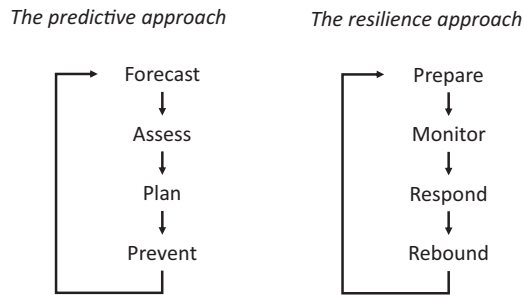 The predictive approach
Forecast
Assess
Plan
Prevent
The resilience approach
Prepare
Monitor
Respond
Rebound